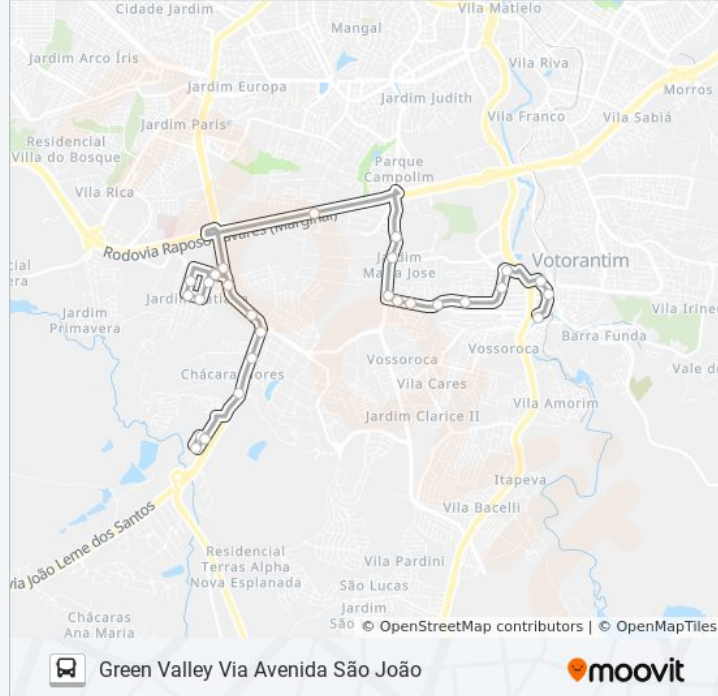 Cidade Jardim
Vila Matielo
Mangal
Jardim Arco Íris
Vila Riva
Jardim Europa
Jardim Judith
Morros
Vila Franco
Vila Sabiá
Jardim Paris
Residencial
Villa do Bosque
Parque
Campolim
Vila Rica
Rodovia Raposo Tavares (Marginal)
Jardim
Maria Jose
Votorantim
Jardim
Jardim
Primavera
Vila Irine
Barra Funda
Vossoroca
Vossoroca
Vale d
Chácara
Vila Cares
Vila Amorim
Jardim Clarice II
Itapeva
Vila Bacelli
via João Leme dos Santos
Residencial
Terras Alpha
Nova Esplanada
Vila Pardini
São Lucas
Chácaras
Ana Maria
Jardim
São
© OpenStreetMap contributors | © OpenMapTiles
Green Valley Via Avenida São João
moovit